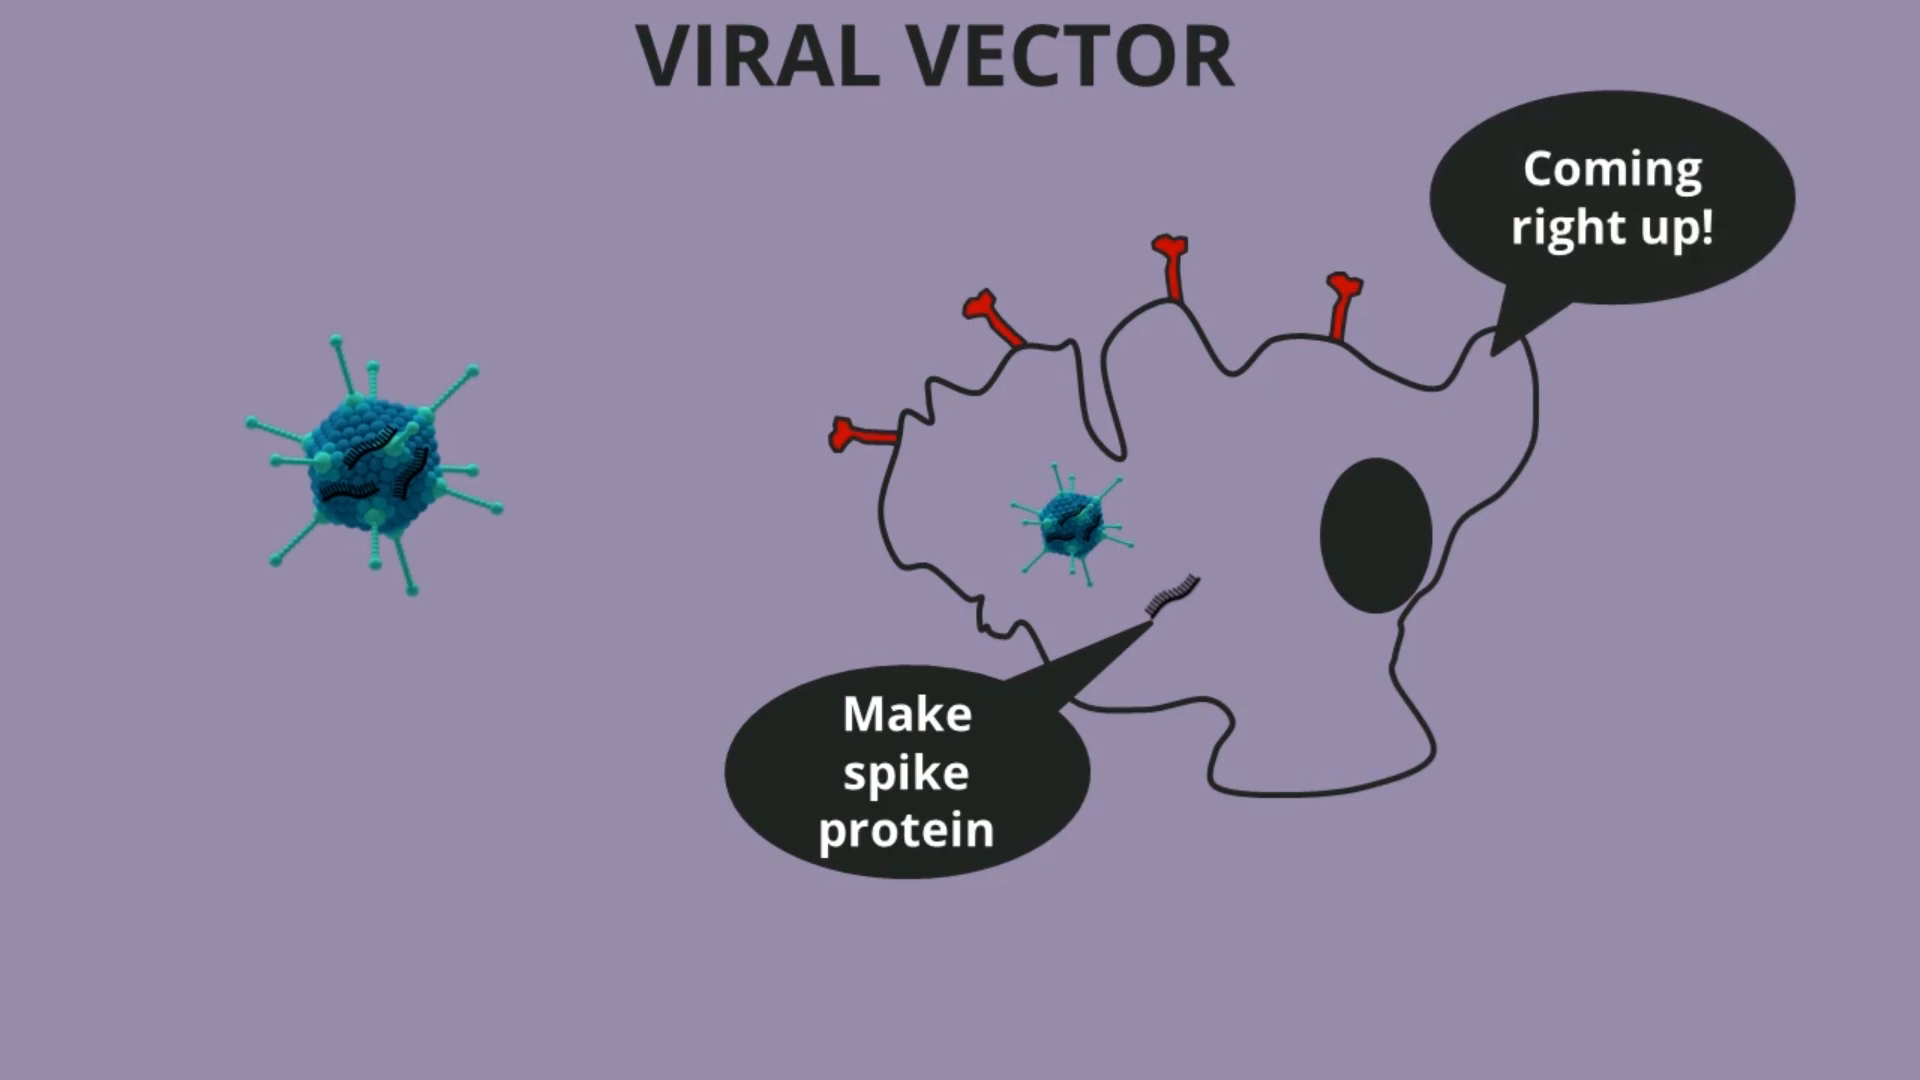 VIRAL VECTOR
Coming
right up!
Make
spike
protein